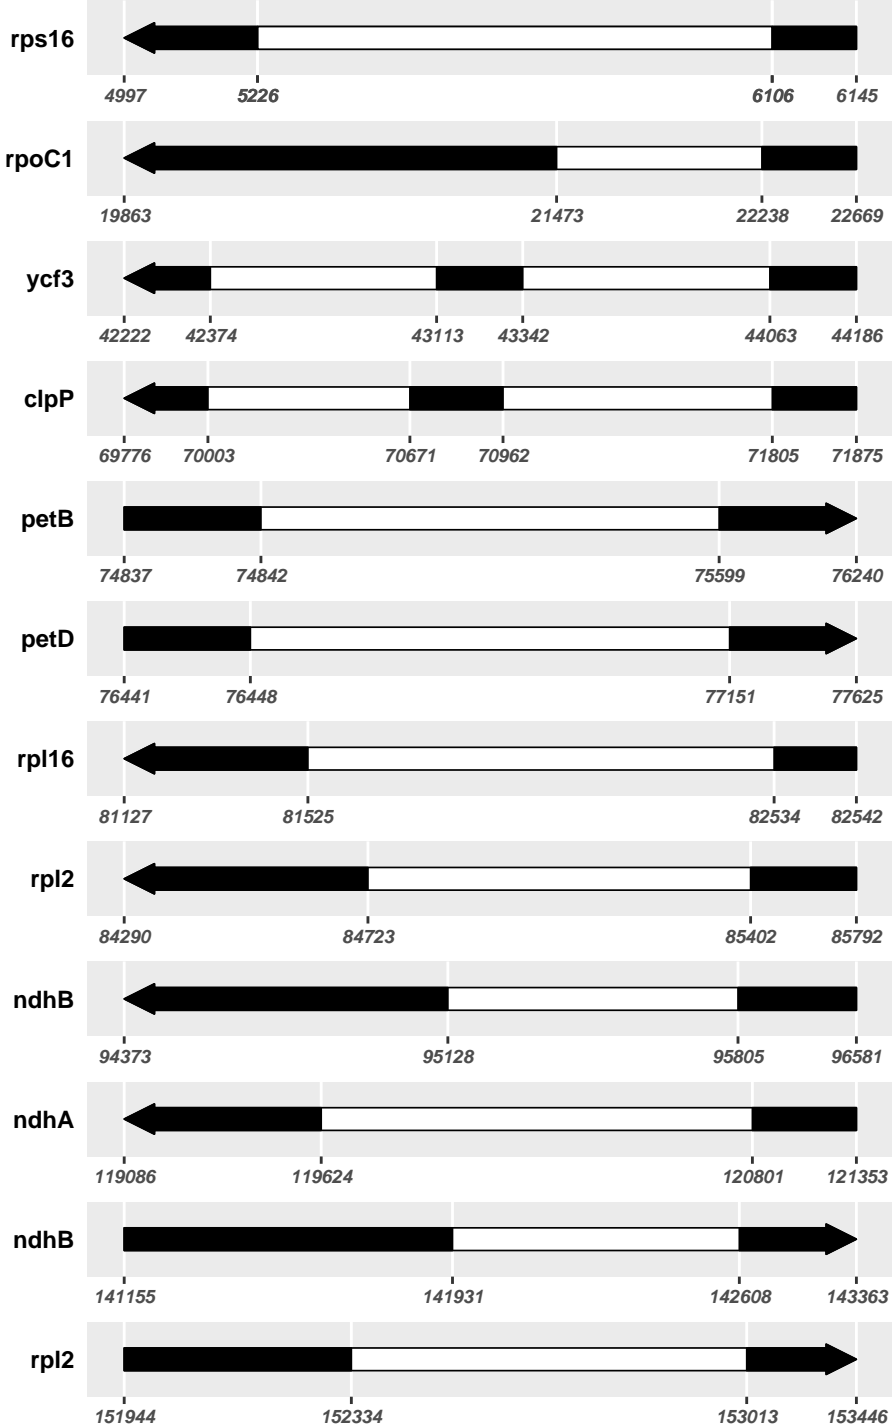 rps16
4997 5226 6106 6145
rpoC1
19863 21473 22238 22669
ycf3
42222 42374 43113 43342 44063 44186
clpP
69776 70003 70671 70962 71805 71875
petB
74837 74842 75599 76240
petD
76441 76448 77151 77625
rpl16
81127 81525 82534 82542
rpl2
84290 84723 85402 85792
ndhB
94373 95128 95805 96581
ndhA
119086 119624 120801 121353
ndhB
141155 141931 142608 143363
rpl2
151944 152334 153013 153446